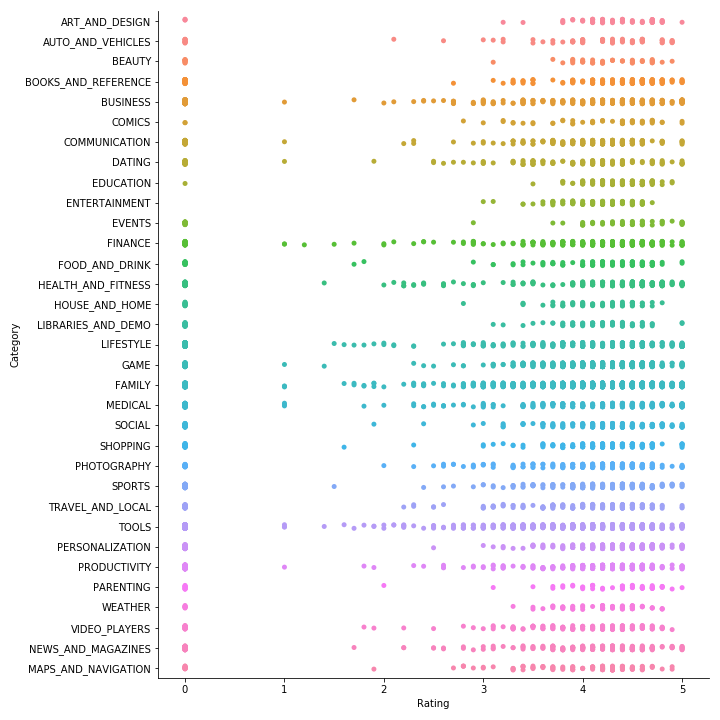 ART_AND_DESIGN
AUTO_AND_VEHICLES
BEAUTY
BOOKS_AND_REFERENCE
BUSINESS
COMICS
COMMUNICATION
DATING
EDUCATION
ENTERTAINMENT
EVENTS
FINANCE
FOOD_AND_DRINK
HEALTH_AND_FITNESS
HOUSE_AND_HOME
LIBRARIES_AND_DEMO
LIFESTYLE
GAME
FAMILY
MEDICAL
SOCIAL
SHOPPING
PHOTOGRAPHY
SPORTS
TRAVEL_AND_LOCAL
TOOLS
PERSONALIZATION
PRODUCTIVITY
PARENTING
WEATHER
VIDEO_PLAYERS
NEWS_AND_MAGAZINES
MAPS_AND_NAVIGATION
Category
0 1 2 3 4 5
Rating